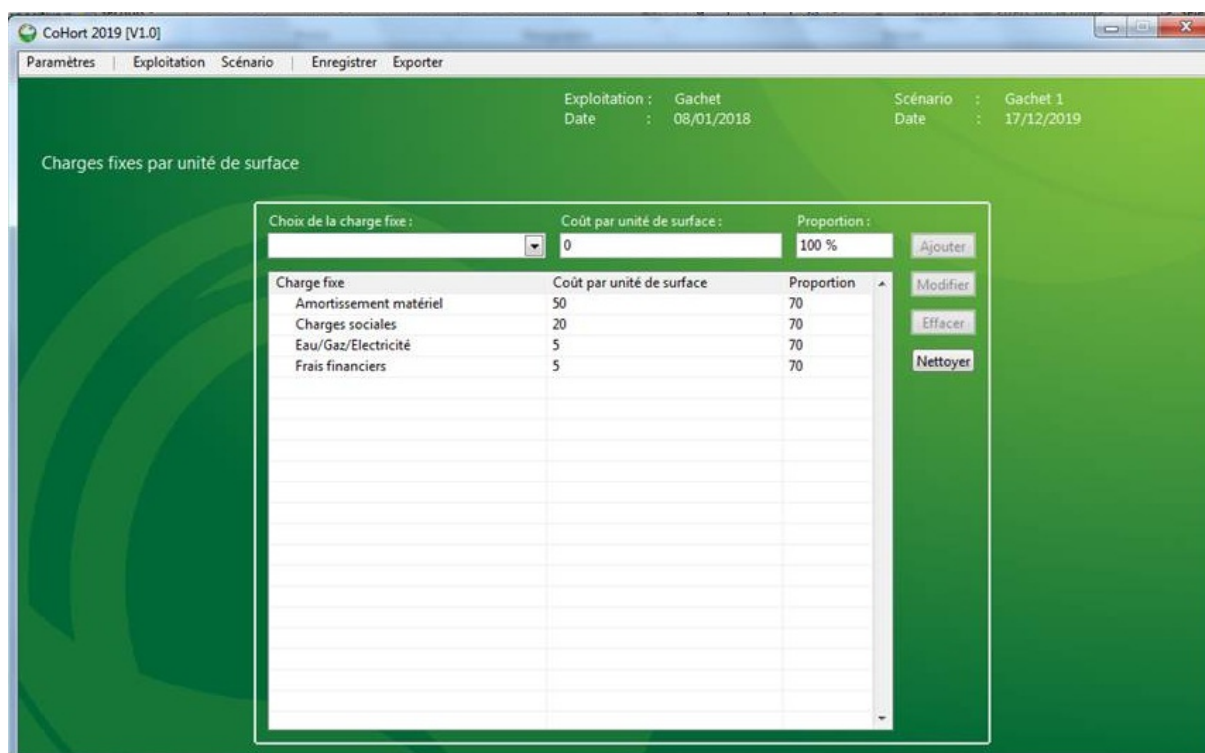 CoHort 2019 [V1.0]
Paramètres | Exploitation Scénario | Enregistrer Exporter
Exploitation : Gachet Scénario : Gachet 1
Date : 08/01/2018 Date : 17/12/2019
Charges fixes par unité de surface
Choix de la charge fixe : Coût par unité de surface : Proportion :
0 100 % Ajouter
Charge fixe Coût par unité de surface Proportion Modifier
Amortissement matériel 50 70
Charges sociales 20 70 Effacer
Eau/Gaz/Electricité 5 70
Frais financiers 5 70 Nettoyer